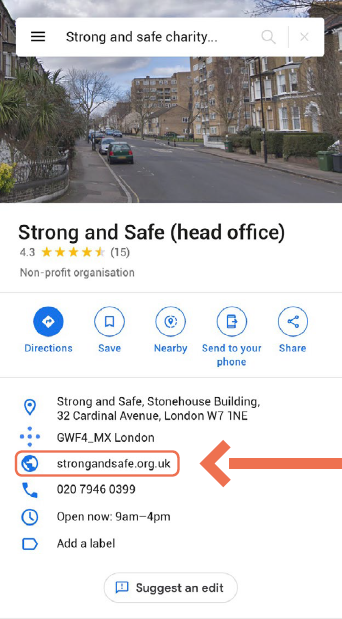 Strong and safe charity...
Strong and Safe (head office)
4.3 (15)
Non-profit organisation
Directions
Save
Nearby
Send to your
phone
Share
Strong and Safe, Stonehouse Building,
32 Cardinal Avenue, London W7 1NE
GWF4_MX London
strongandsafe.org.uk
020 7946 0399
Open now: 9am–4pm
Add a label
Suggest an edit